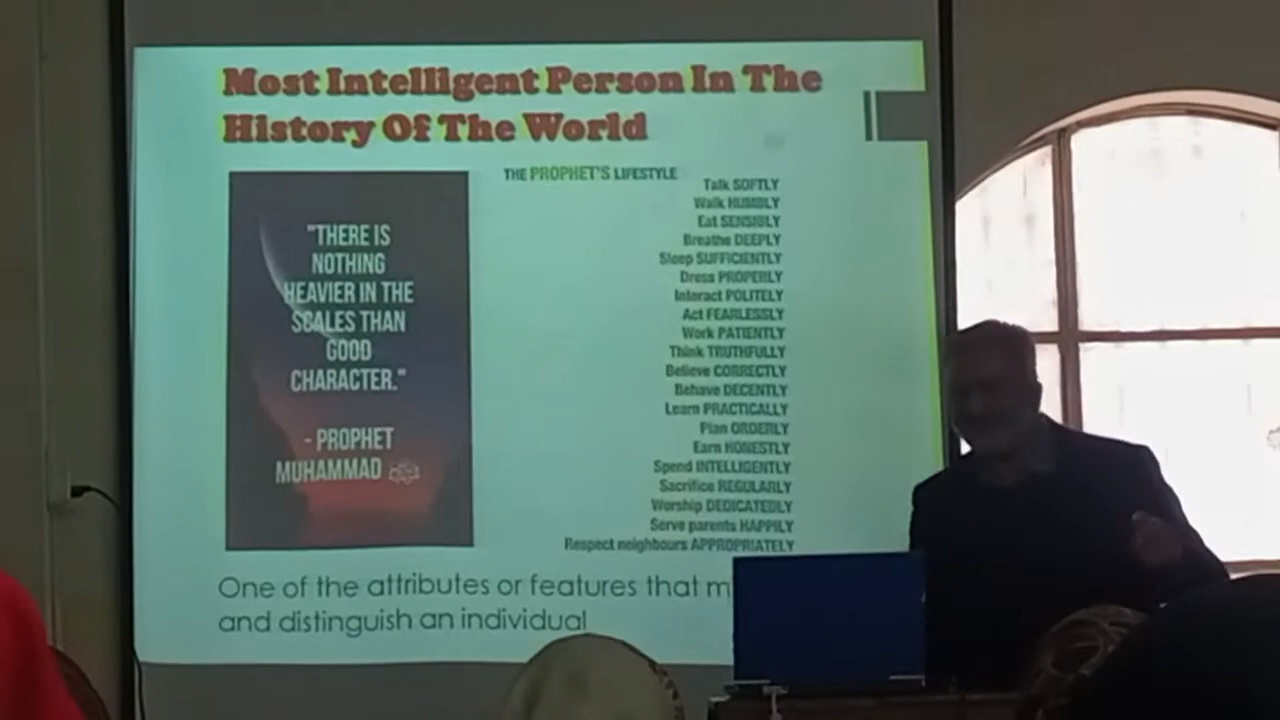 Most Intelligent Person In The
History Of The World
THE PROPHET'S LIFESTYLE
Talk SOFTLY
Walk HUMBLY
Eat SENSIBLY
Breathe DEEPLY
Sleep SUFFICIENTLY
Dress PROPERLY
Interact POLITELY
Act FEARLESSLY
Work PATIENTLY
Think TRUTHFULLY
Believe CORRECTLY
Behave DECENTLY
Learn PRACTICALLY
Plan ORDERLY
Earn HONESTLY
Spend INTELLIGENTLY
Sacrifice REGULARLY
Worship DEDICATEDLY
Serve parents HAPPILY
Respect neighbours APPROPRIATELY
"THERE IS
NOTHING
HEAVIER IN THE
SCALES THAN
GOOD
CHARACTER."
- PROPHET
MUHAMMAD ﷺ
One of the attributes or features that m
and distinguish an individual